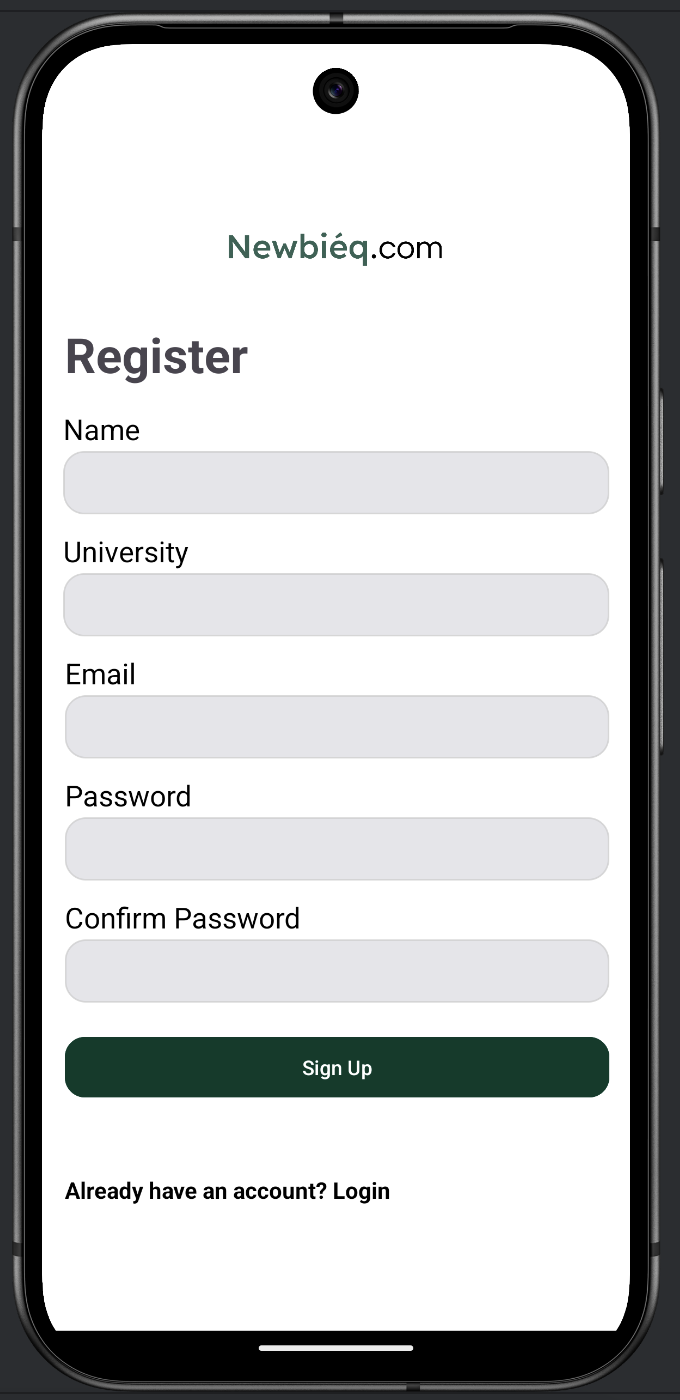 Newbiéq.com
Register
Name
University
Email
Password
Confirm Password
Sign Up
Already have an account? Login